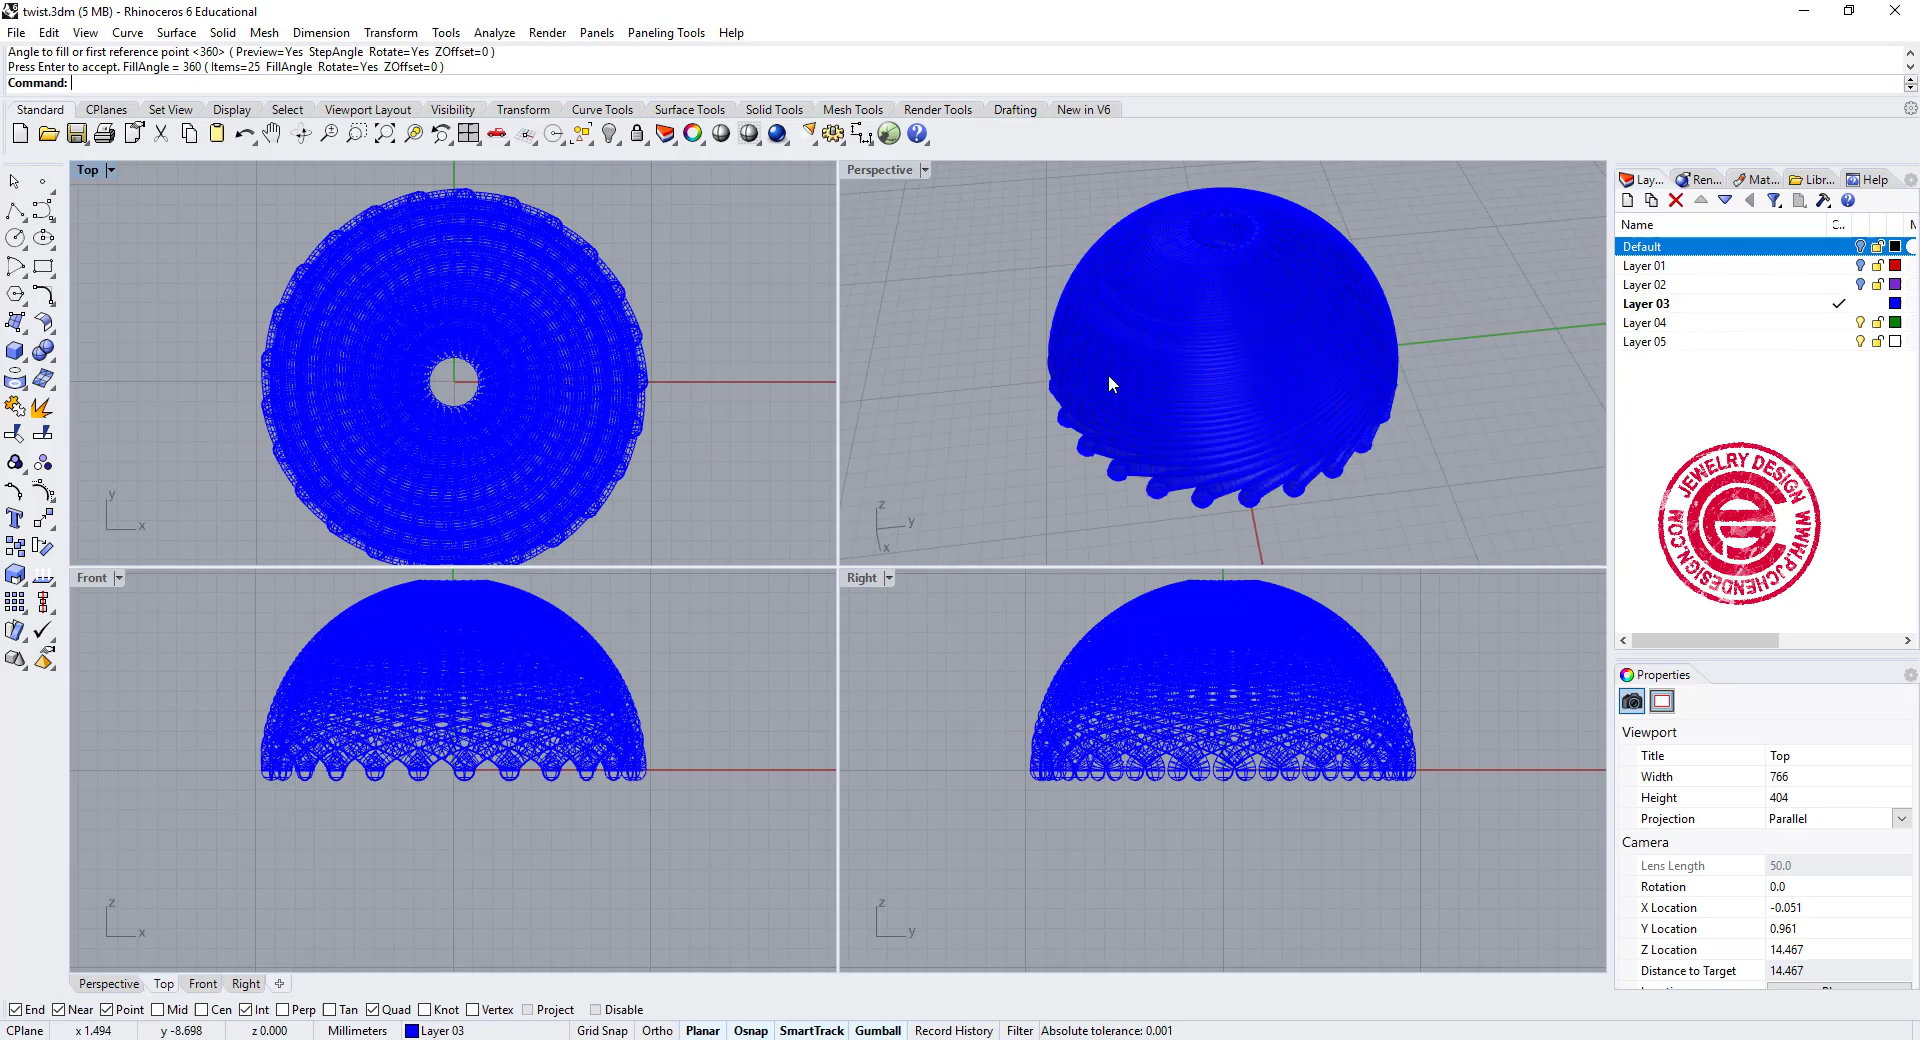 twist.3dm (5 MB) - Rhinoceros 6 Educational
File Edit View Curve Surface Solid Mesh Dimension Transform Tools Analyze Render Panels Paneling Tools Help
Angle to fill or first reference point <360> ( Preview=Yes StepAngle Rotate=Yes ZOffset=0 )
Press Enter to accept. FillAngle = 360 ( Items=25 FillAngle Rotate=Yes ZOffset=0 )
Command:
Standard CPlanes Set View Display Select Viewport Layout Visibility Transform Curve Tools Surface Tools Solid Tools Mesh Tools Render Tools Drafting New in V6
Top
Perspective
Lay... Ren... Mat... Libr... Help
Name C.. M
Default
Layer 01
Layer 02
Layer 03
Layer 04
Layer 05
y
x
z
y
x
JEWELRY DESIGN WWW.PJCHENDESIGN.COM
Front
Right
z
x
z
y
Properties
Viewport
Title Top
Width 766
Height 404
Projection Parallel
Camera
Lens Length 50.0
Rotation 0.0
X Location -0.051
Y Location 0.961
Z Location 14.467
Distance to Target 14.467
Perspective Top Front Right
End Near Point Mid Cen Int Perp Tan Quad Knot Vertex Project Disable
CPlane x 1.494 y -8.698 z 0.000 Millimeters Layer 03 Grid Snap Ortho Planar Osnap SmartTrack Gumball Record History Filter Absolute tolerance: 0.001